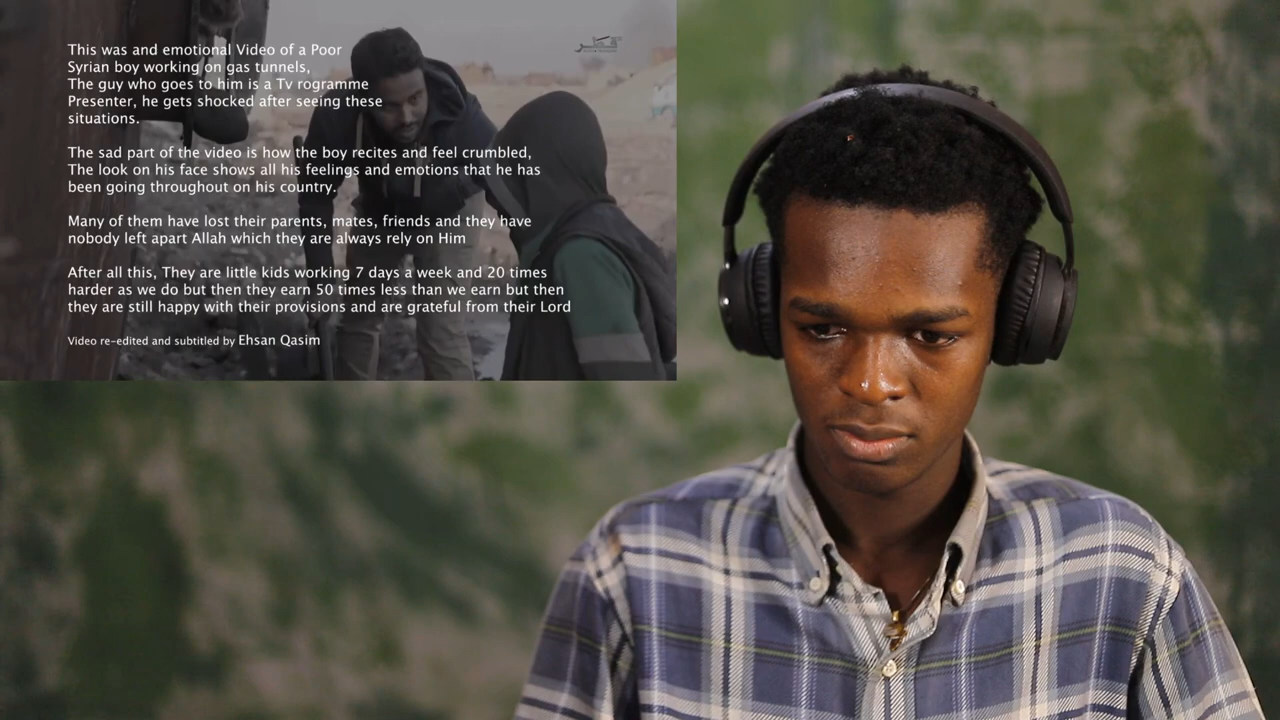 This was and emotional Video of a Poor
Syrian boy working on gas tunnels,
The guy who goes to him is a Tv rogramme
Presenter, he gets shocked after seeing these
situations.
The sad part of the video is how the boy recites and feel crumbled,
The look on his face shows all his feelings and emotions that he has
been going throughout on his country.
Many of them have lost their parents, mates, friends and they have
nobody left apart Allah which they are always rely on Him
After all this, They are little kids working 7 days a week and 20 times
harder as we do but then they earn 50 times less than we earn but then
they are still happy with their provisions and are grateful from their Lord
Video re-edited and subtitled by Ehsan Qasim